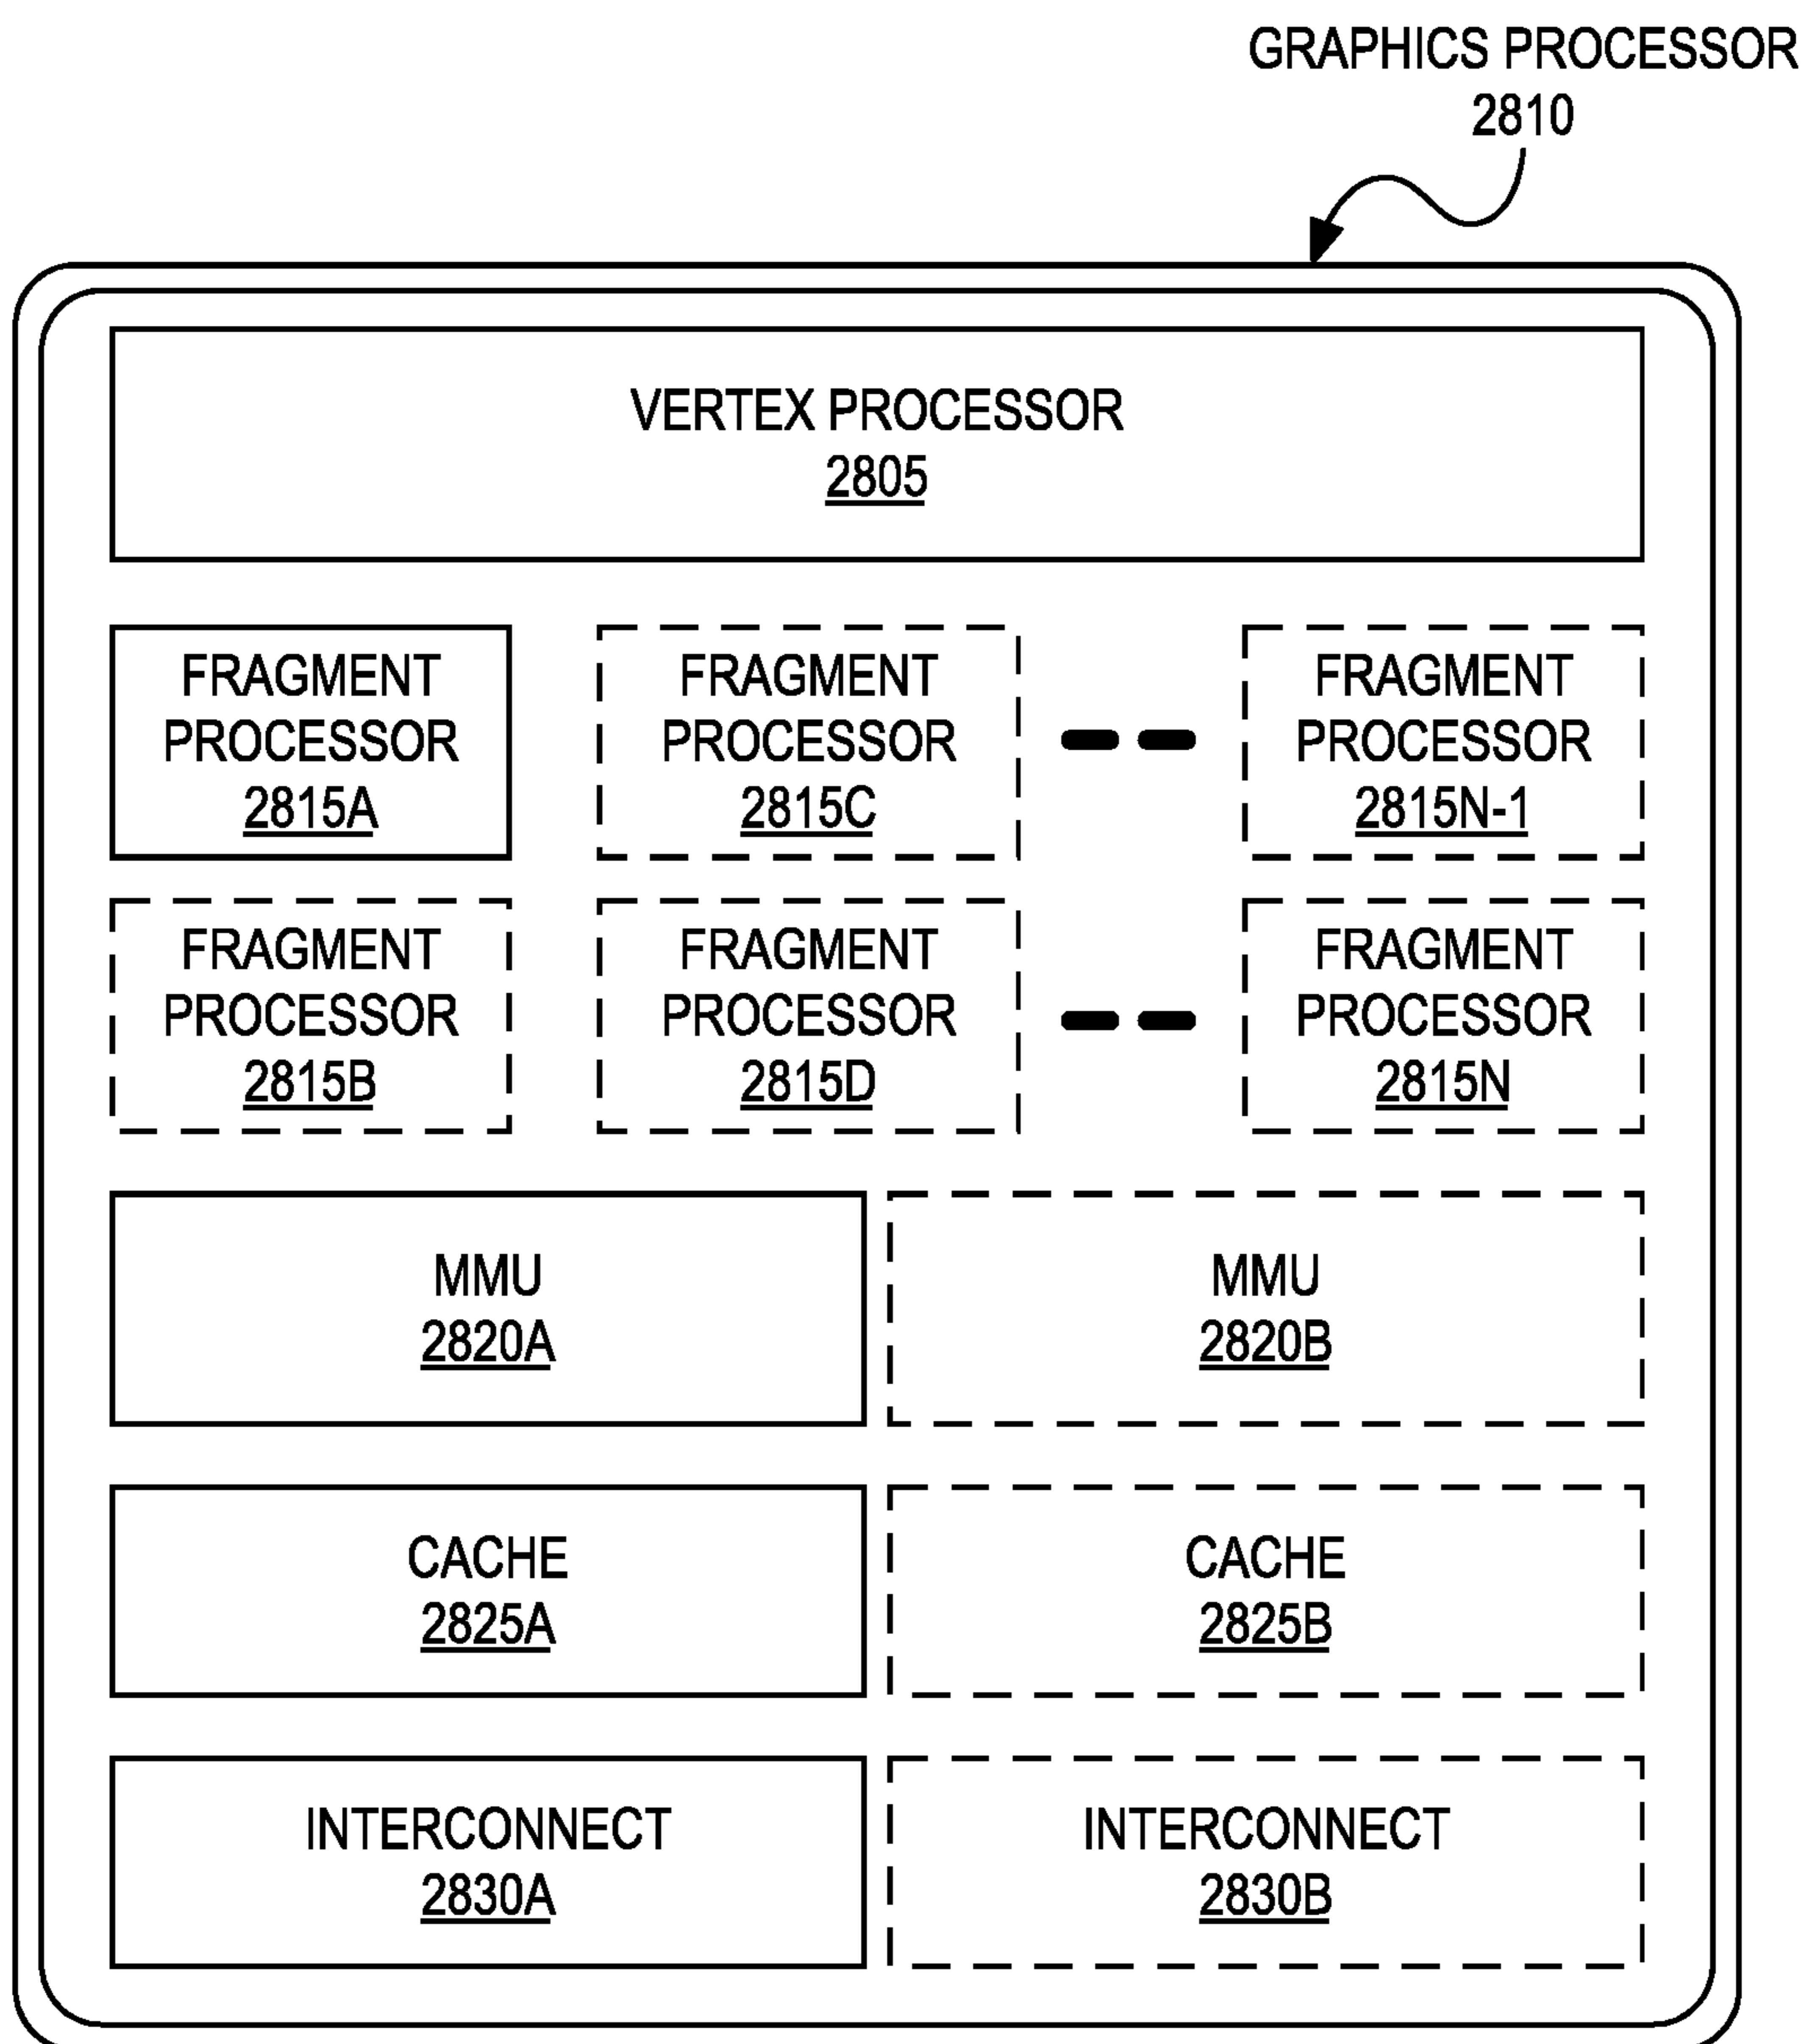 GRAPHICS PROCESSOR
2810
VERTEX PROCESSOR
2805
FRAGMENT
PROCESSOR
2815A
FRAGMENT
PROCESSOR
2815C
FRAGMENT
PROCESSOR
2815N-1
FRAGMENT
PROCESSOR
2815B
FRAGMENT
PROCESSOR
2815D
FRAGMENT
PROCESSOR
2815N
MMU
2820A
MMU
2820B
CACHE
2825A
CACHE
2825B
INTERCONNECT
2830A
INTERCONNECT
2830B